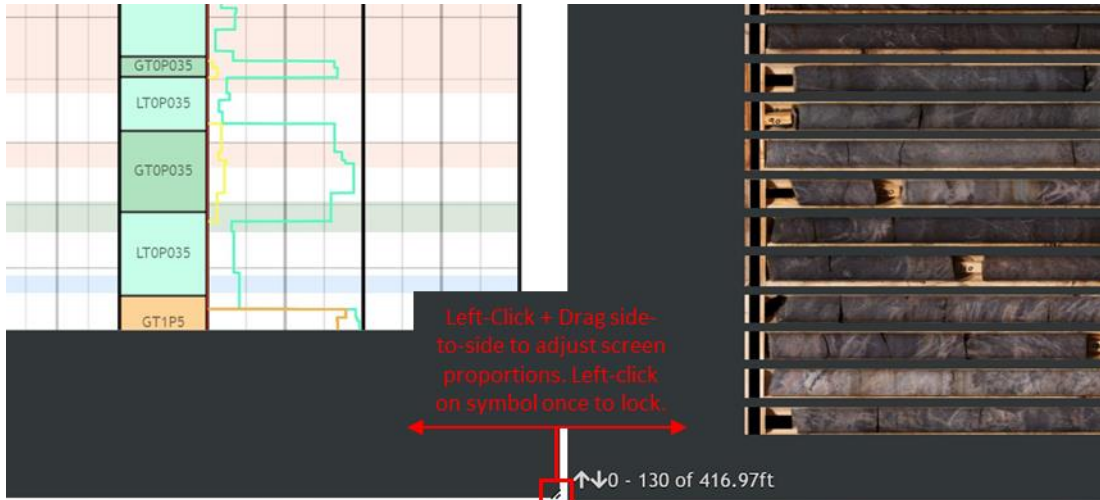 GT0P035
LT0P035
GT0P035
LT0P035
GT1P5
Left-Click + Drag side-
to-side to adjust screen
proportions. Left-click
on symbol once to lock.
↑↓0 - 130 of 416.97ft